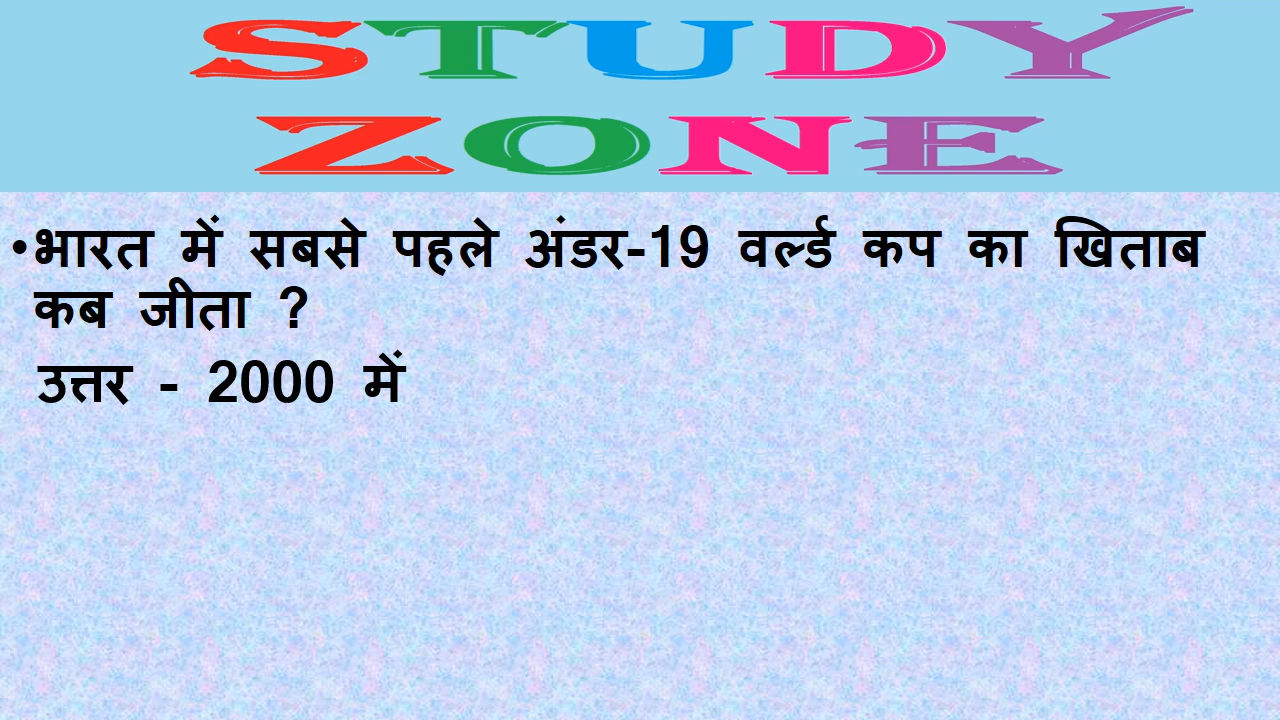 STUDY
ZONE
•भारत में सबसे पहले अंडर-19 वर्ल्ड कप का खिताब
कब जीता ?
उत्तर - 2000 में